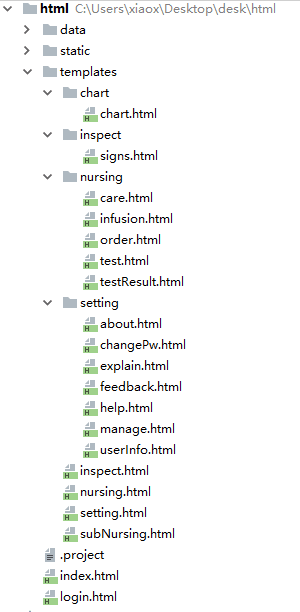 html C:\Users\xiaox\Desktop\desk\html
data
static
templates
chart
chart.html
inspect
signs.html
nursing
care.html
infusion.html
order.html
test.html
testResult.html
setting
about.html
changePw.html
explain.html
feedback.html
help.html
manage.html
userInfo.html
inspect.html
nursing.html
setting.html
subNursing.html
.project
index.html
login.html